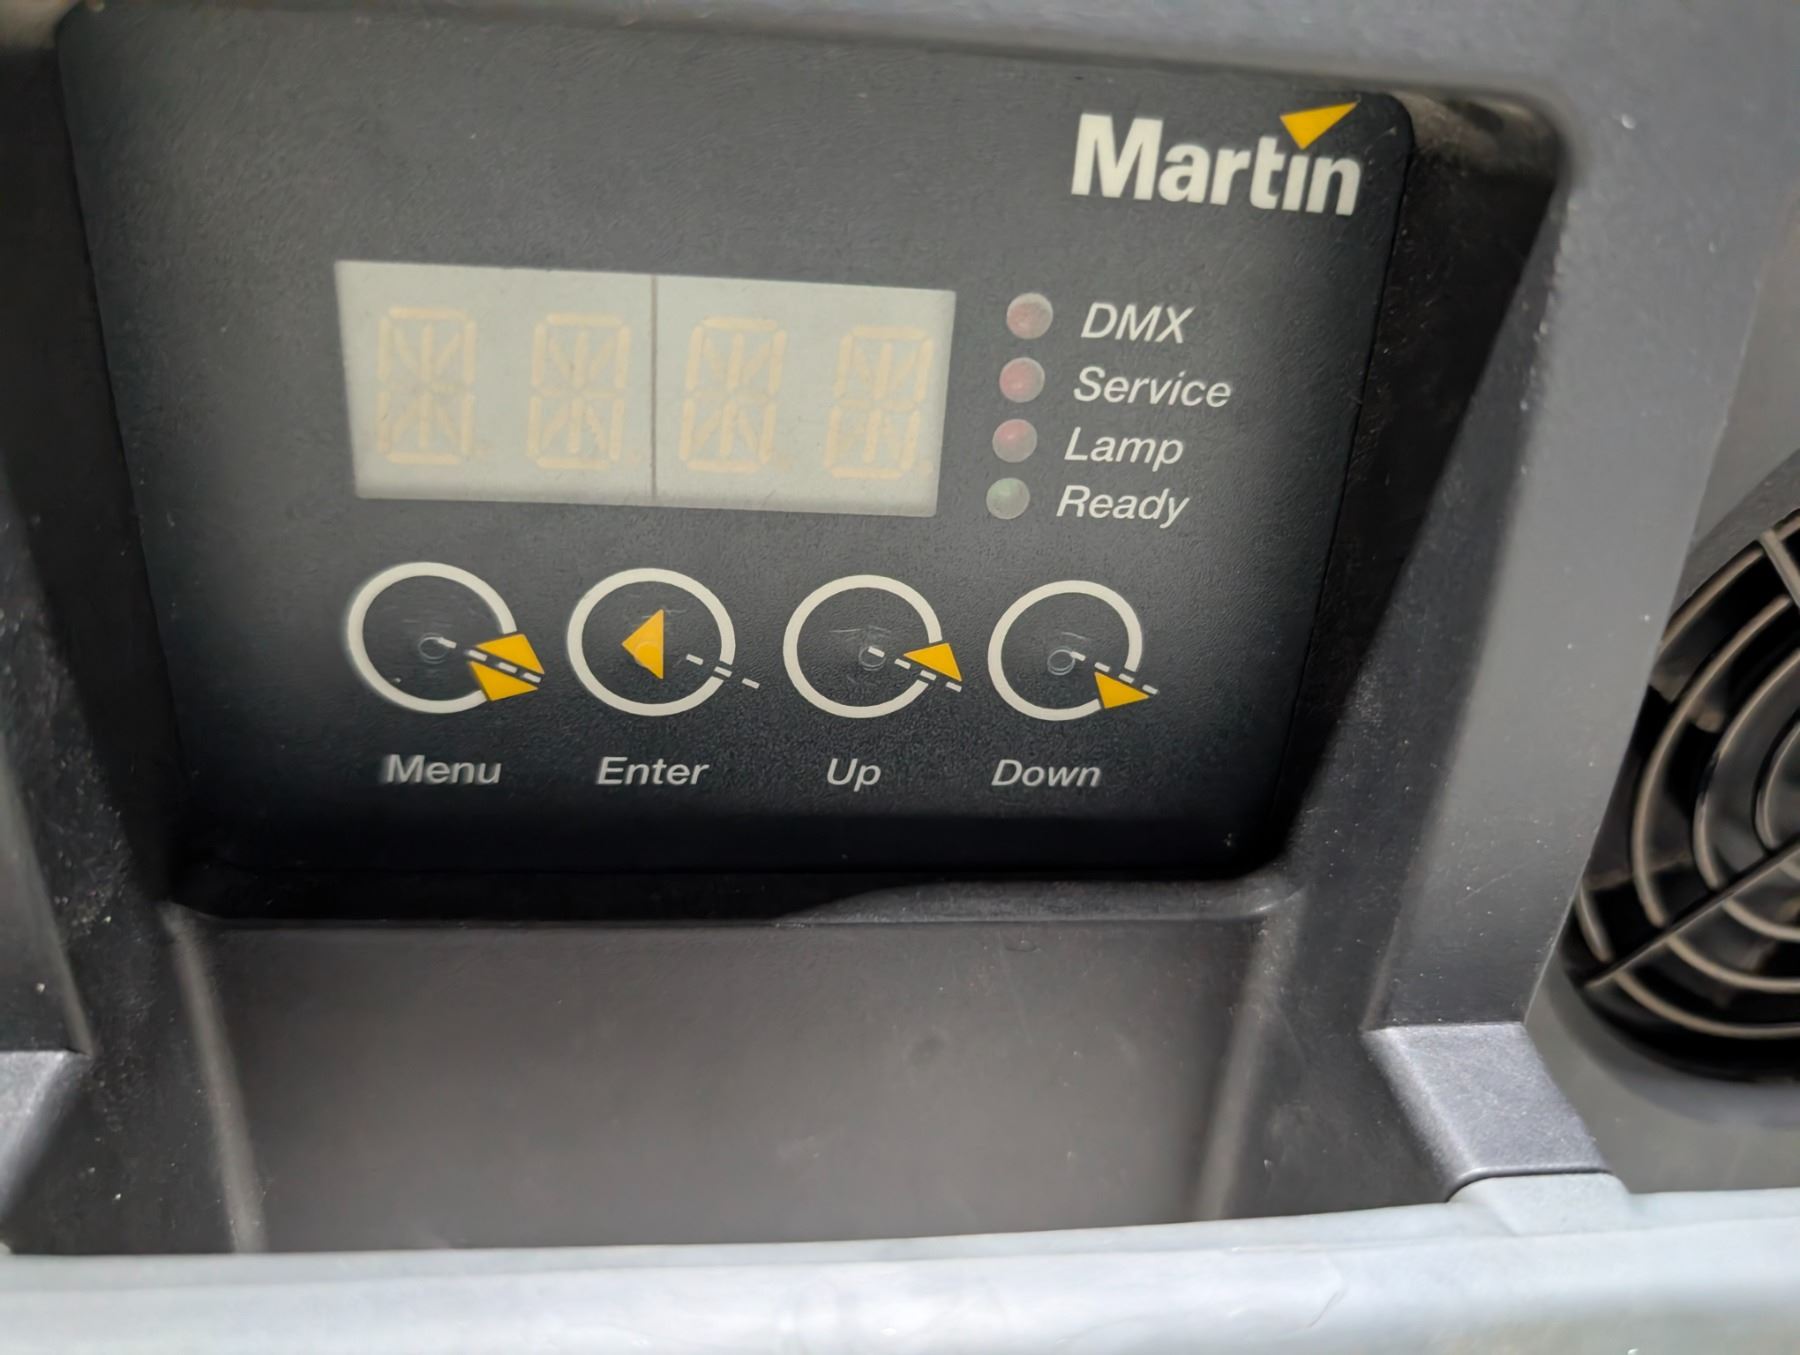 Martin
DMX
Service
Lamp
Ready
Menu
Enter
Up
Down